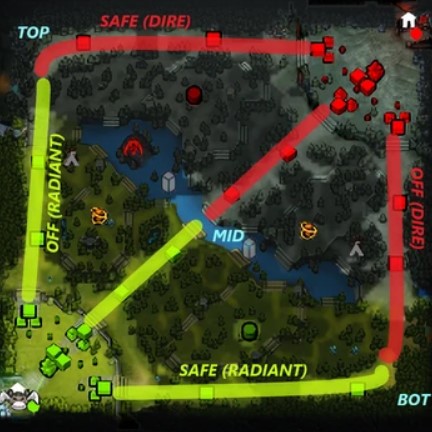 SAFE (DIRE)
TOP
OFF (RADIANT)
OFF (DIRE)
MID
SAFE (RADIANT)
BOT